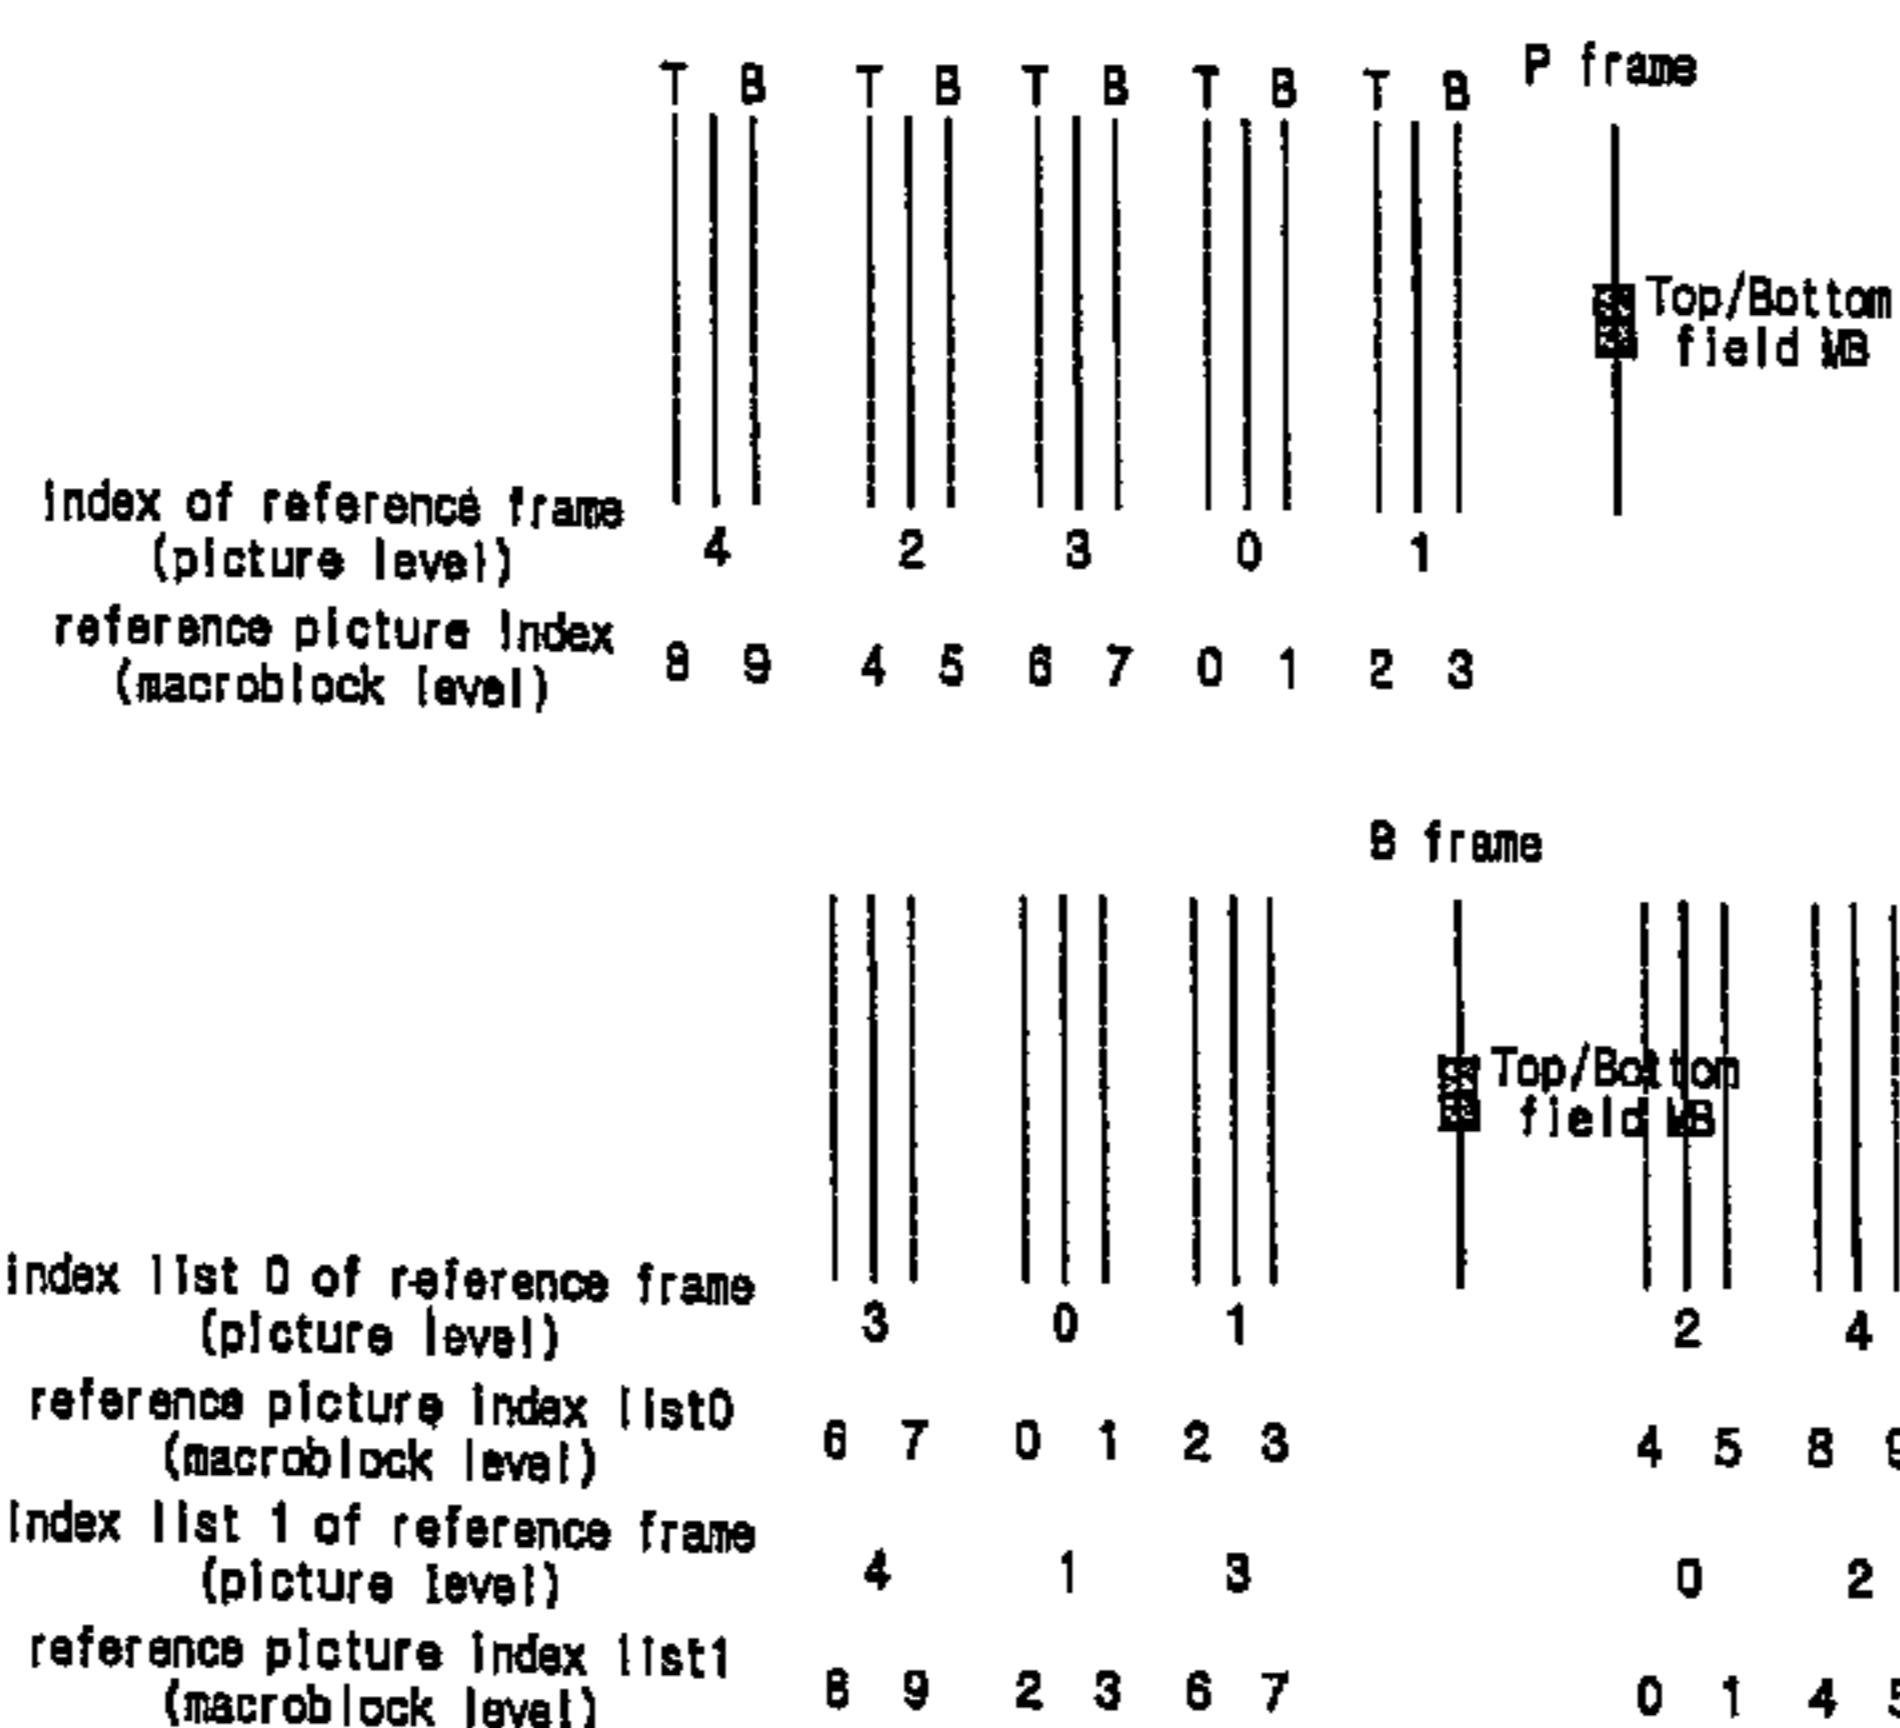 T B T B T B T B T B P frame
Top/Bottom
field MB
index of reference frame
(picture level)
4 2 3 0 1
reference picture index
(macroblock level)
8 9 4 5 6 7 0 1 2 3
B frame
Top/Bottom
field MB
index list 0 of reference frame
(picture level)
3 0 1 2 4
reference picture index list0
(macroblock level)
6 7 0 1 2 3 4 5 8 9
index list 1 of reference frame
(picture level)
4 1 3 0 2
reference picture index list1
(macroblock level)
8 9 2 3 6 7 0 1 4 5